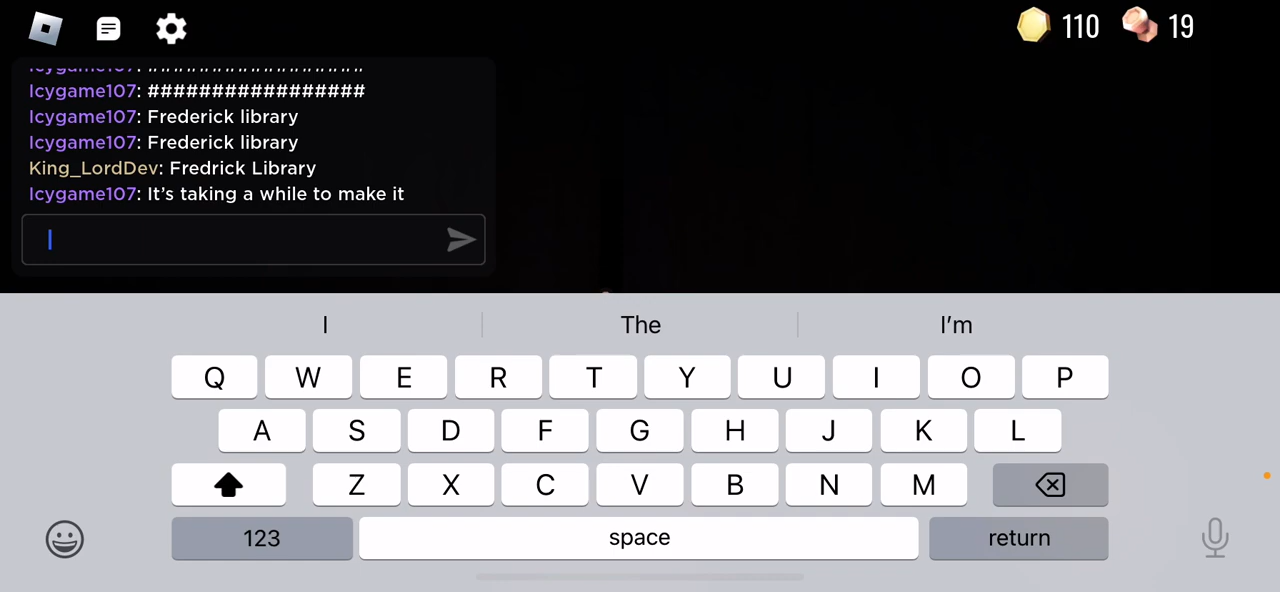 110 19
Icygame107: #################
Icygame107: #################
Icygame107: Frederick library
Icygame107: Frederick library
King_LordDev: Fredrick Library
Icygame107: It’s taking a while to make it
I The I’m
Q W E R T Y U I O P
A S D F G H J K L
Z X C V B N M
123 space return